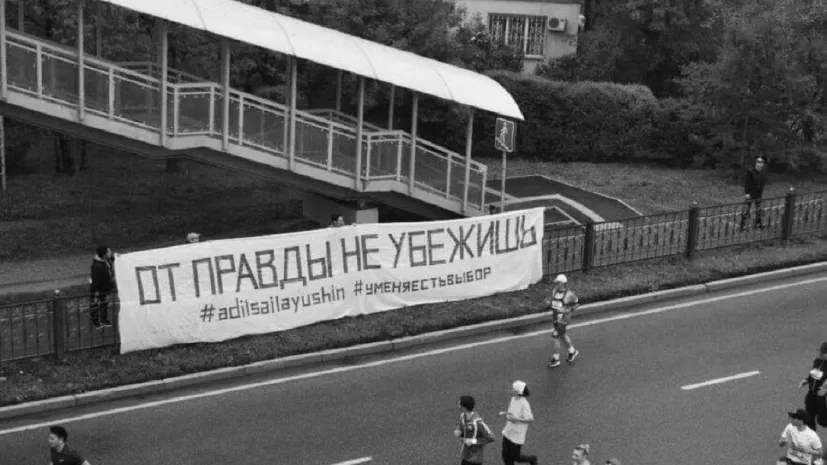 ОТ ПРАВДЫ НЕ УБЕЖИШЬ
#adilsailayushin #УМЕНЯЕСТЬВЫБОР